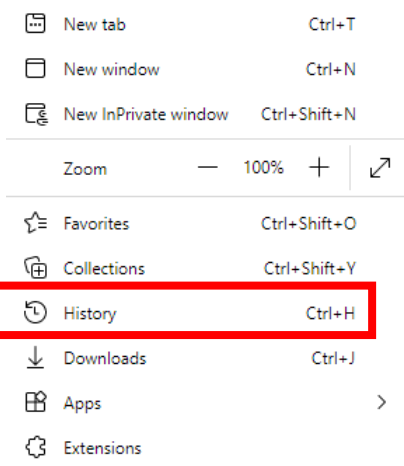 New tab Ctrl+T
New window Ctrl+N
New InPrivate window Ctrl+Shift+N
Zoom — 100% +
Favorites Ctrl+Shift+O
Collections Ctrl+Shift+Y
History Ctrl+H
Downloads Ctrl+J
Apps
Extensions